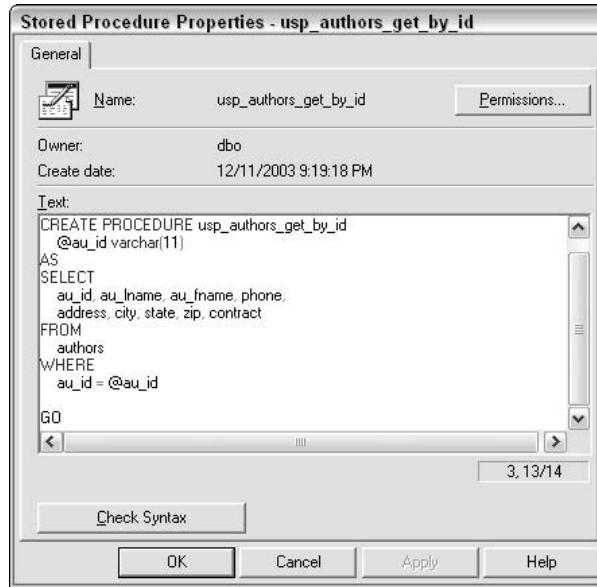 Stored Procedure Properties - usp_authors_get_by_id
General
Name: usp_authors_get_by_id Permissions...
Owner: dbo
Create date: 12/11/2003 9:19:18 PM
Text:
CREATE PROCEDURE usp_authors_get_by_id
@au_id varchar(11)
AS
SELECT
au_id, au_lname, au_fname, phone,
address, city, state, zip, contract
FROM
authors
WHERE
au_id = @au_id
GO
3, 13/14
Check Syntax
OK Cancel Apply Help